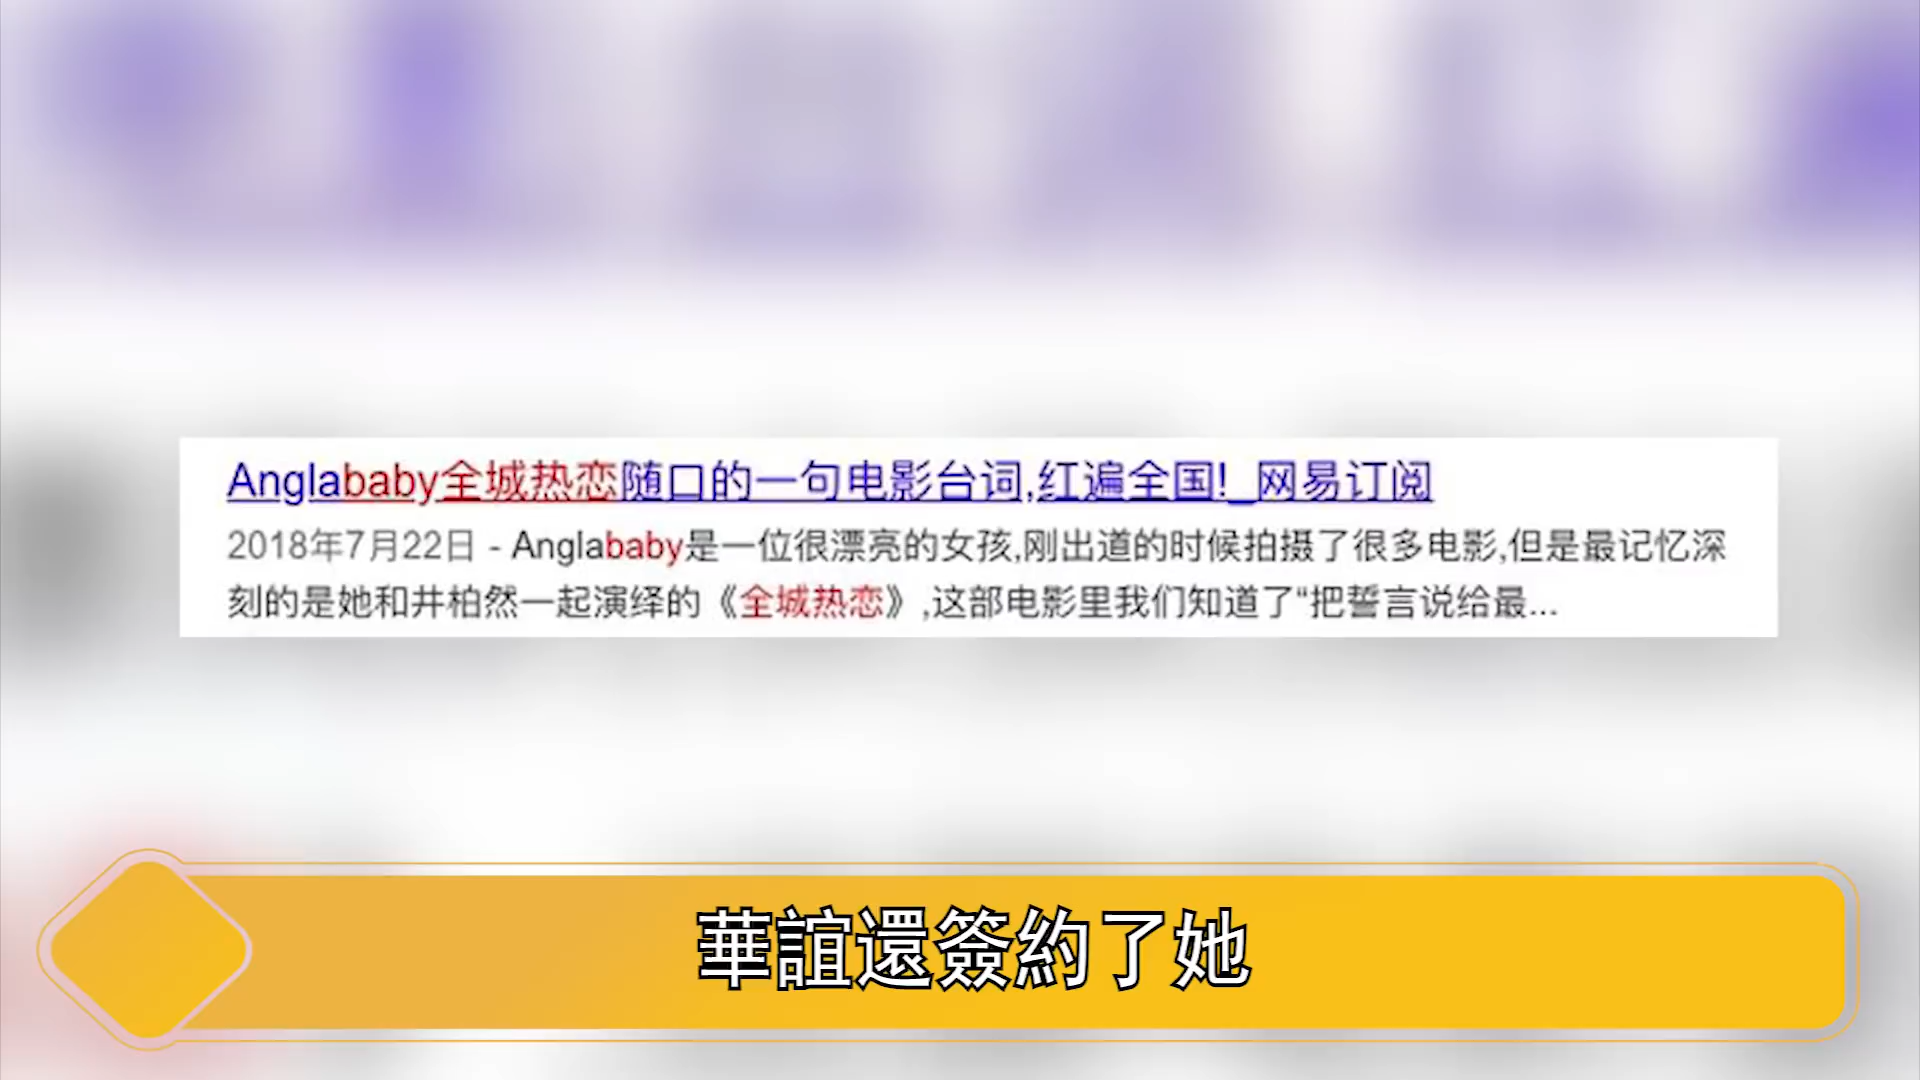 Anglababy全城热恋随口的一句电影台词,红遍全国!_网易订阅
2018年7月22日 - Anglababy是一位很漂亮的女孩,刚出道的时候拍摄了很多电影,但是最记忆深
刻的是她和井柏然一起演绎的《全城热恋》,这部电影里我们知道了“把誓言说给最...
華誼還簽約了她